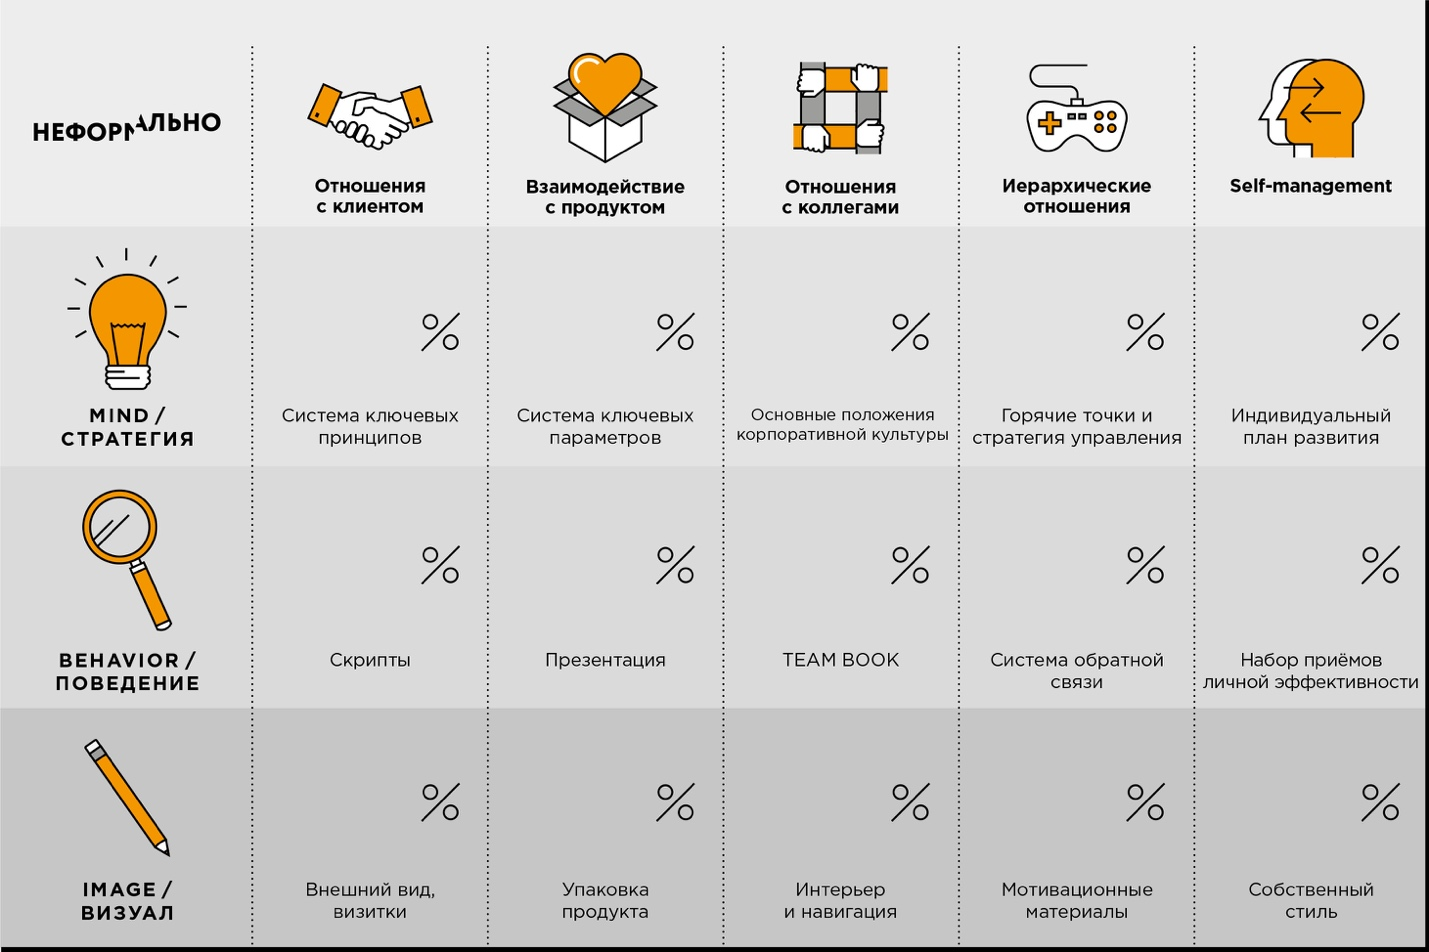 НЕФОРМАЛЬНО
Отношения
с клиентом
Взаимодействие
с продуктом
Отношения
с коллегами
Иерархические
отношения
Self-management
MIND /
СТРАТЕГИЯ
%
Система ключевых
принципов
%
Система ключевых
параметров
%
Основные положения
корпоративной культуры
%
Горячие точки и
стратегия управления
%
Индивидуальный
план развития
BEHAVIOR /
ПОВЕДЕНИЕ
%
Скрипты
%
Презентация
%
TEAM BOOK
%
Система обратной
связи
%
Набор приёмов
личной эффективности
IMAGE /
ВИЗУАЛ
%
Внешний вид,
визитки
%
Упаковка
продукта
%
Интерьер
и навигация
%
Мотивационные
материалы
%
Собственный
стиль